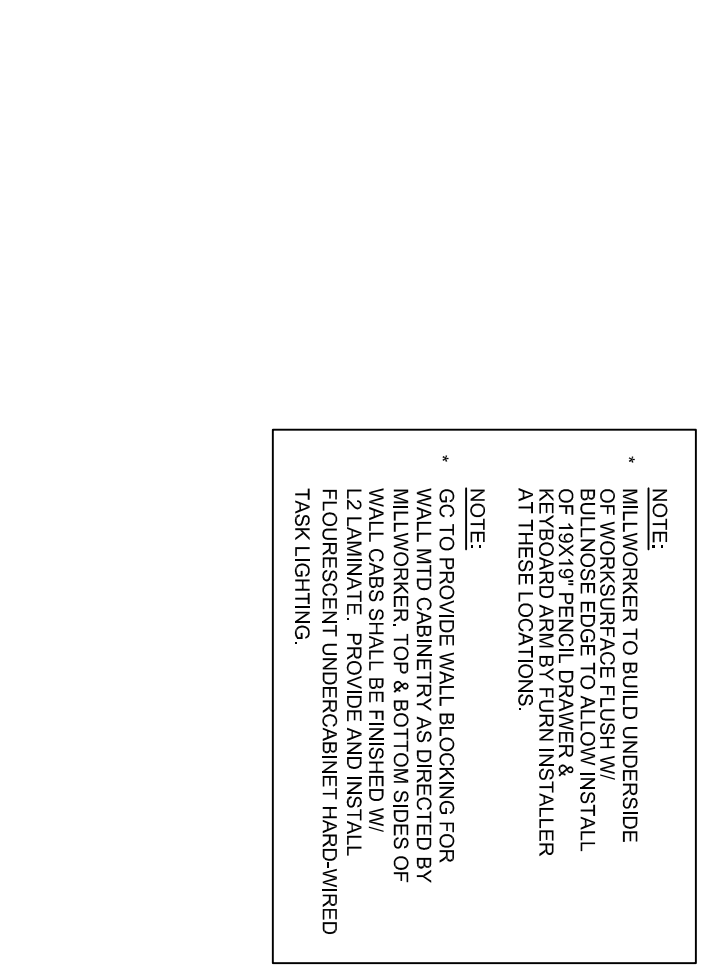 NOTE:
* MILLWORKER TO BUILD UNDERSIDE
OF WORKSURFACE FLUSH W/
BULLNOSE EDGE TO ALLOW INSTALL
OF 19X19" PENCIL DRAWER &
KEYBOARD ARM BY FURN INSTALLER
AT THESE LOCATIONS.
NOTE:
* GC TO PROVIDE WALL BLOCKING FOR
WALL MTD CABINETRY AS DIRECTED BY
MILLWORKER. TOP & BOTTOM SIDES OF
WALL CABS SHALL BE FINISHED W/
L2 LAMINATE. PROVIDE AND INSTALL
FLOURESCENT UNDERCABINET HARD-WIRED
TASK LIGHTING.